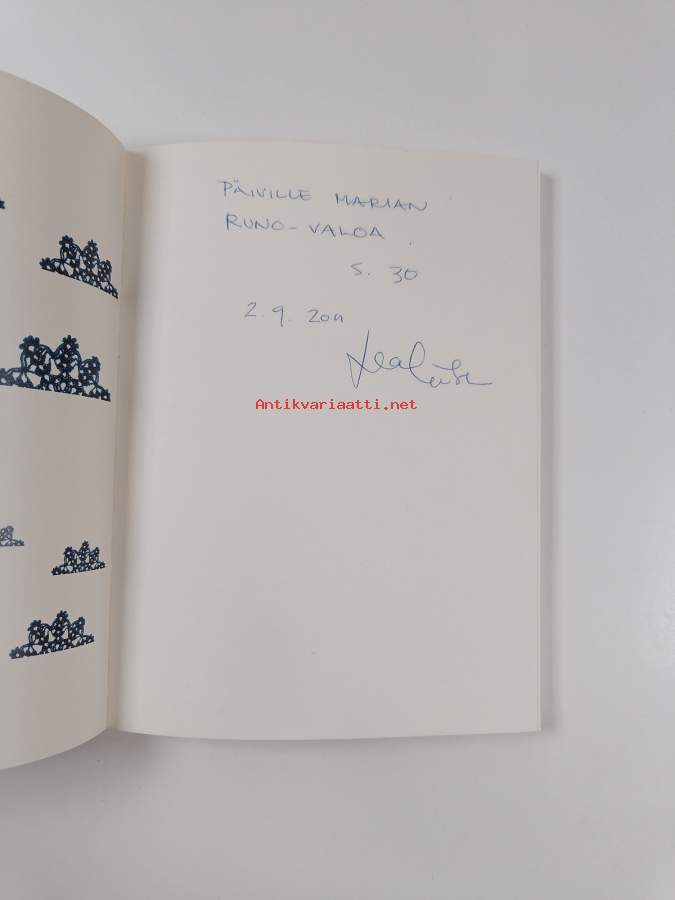 PÄIVILLE MARIAN
RUNO-VALOA.
S. 30
2.9.2011
Antikvariaatti.net